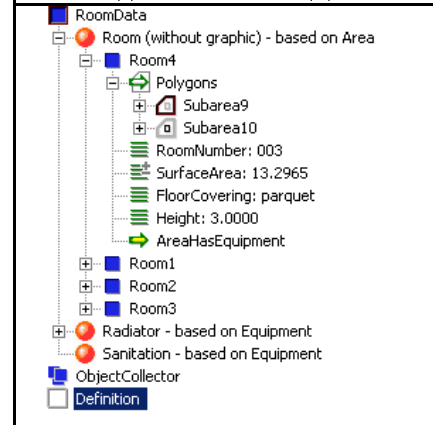 RoomData
Room (without graphic) - based on Area
Room4
Polygons
Subarea9
Subarea10
RoomNumber: 003
SurfaceArea: 13.2965
FloorCovering: parquet
Height: 3.0000
AreaHasEquipment
Room1
Room2
Room3
Radiator - based on Equipment
Sanitation - based on Equipment
ObjectCollector
Definition